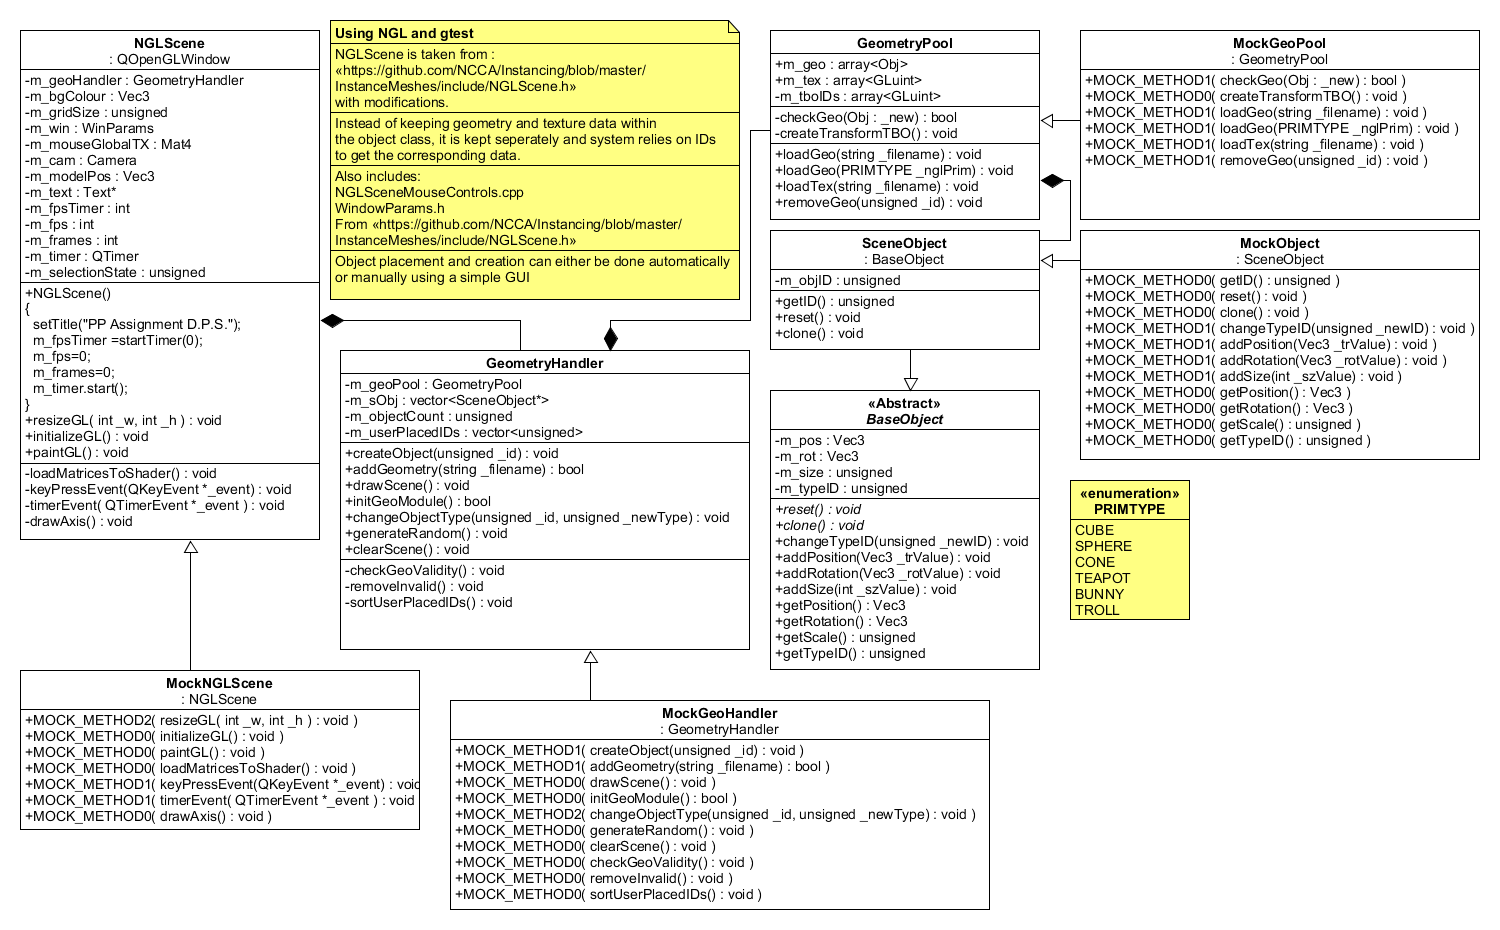 NGLScene
: QOpenGLWindow
-m_geoHandler : GeometryHandler
-m_bgColour : Vec3
-m_gridSize : unsigned
-m_win : WinParams
-m_mouseGlobalTX : Mat4
-m_cam : Camera
-m_modelPos : Vec3
-m_text : Text*
-m_fpsTimer : int
-m_fps : int
-m_frames : int
-m_timer : QTimer
-m_selectionState : unsigned
+NGLScene()
{
setTitle("PP Assignment D.P.S.");
m_fpsTimer =startTimer(0);
m_fps=0;
m_frames=0;
m_timer.start();
}
+resizeGL( int _w, int _h ) : void
+initializeGL() : void
+paintGL() : void
-loadMatricesToShader() : void
-keyPressEvent(QKeyEvent *_event) : void
-timerEvent( QTimerEvent *_event ) : void
-drawAxis() : void
Using NGL and gtest
NGLScene is taken from :
«https://github.com/NCCA/Instancing/blob/master/
InstanceMeshes/include/NGLScene.h»
with modifications.
Instead of keeping geometry and texture data within
the object class, it is kept seperately and system relies on IDs
to get the corresponding data.
Also includes:
NGLSceneMouseControls.cpp
WindowParams.h
From «https://github.com/NCCA/Instancing/blob/master/
InstanceMeshes/include/NGLScene.h»
Object placement and creation can either be done automatically
or manually using a simple GUI
GeometryPool
+m_geo : array<Obj>
+m_tex : array<GLuint>
-m_tboIDs : array<GLuint>
-checkGeo(Obj : _new) : bool
-createTransformTBO() : void
+loadGeo(string _filename) : void
+loadGeo(PRIMTYPE _nglPrim) : void
+loadTex(string _filename) : void
+removeGeo(unsigned _id) : void
MockGeoPool
: GeometryPool
+MOCK_METHOD1( checkGeo(Obj : _new) : bool )
+MOCK_METHOD0( createTransformTBO() : void )
+MOCK_METHOD1( loadGeo(string _filename) : void )
+MOCK_METHOD1( loadGeo(PRIMTYPE _nglPrim) : void )
+MOCK_METHOD1( loadTex(string _filename) : void )
+MOCK_METHOD1( removeGeo(unsigned _id) : void )
SceneObject
: BaseObject
-m_objID : unsigned
+getID() : unsigned
+reset() : void
+clone() : void
MockObject
: SceneObject
+MOCK_METHOD0( getID() : unsigned )
+MOCK_METHOD0( reset() : void )
+MOCK_METHOD0( clone() : void )
+MOCK_METHOD1( changeTypeID(unsigned _newID) : void )
+MOCK_METHOD1( addPosition(Vec3 _trValue) : void )
+MOCK_METHOD1( addRotation(Vec3 _rotValue) : void )
+MOCK_METHOD1( addSize(int _szValue) : void )
+MOCK_METHOD0( getPosition() : Vec3 )
+MOCK_METHOD0( getRotation() : Vec3 )
+MOCK_METHOD0( getScale() : unsigned )
+MOCK_METHOD0( getTypeID() : unsigned )
GeometryHandler
-m_geoPool : GeometryPool
-m_sObj : vector<SceneObject*>
-m_objectCount : unsigned
-m_userPlacedIDs : vector<unsigned>
+createObject(unsigned _id) : void
+addGeometry(string _filename) : bool
+drawScene() : void
+initGeoModule() : bool
+changeObjectType(unsigned _id, unsigned _newType) : void
+generateRandom() : void
+clearScene() : void
-checkGeoValidity() : void
-removeInvalid() : void
-sortUserPlacedIDs() : void
«Abstract»
BaseObject
-m_pos : Vec3
-m_rot : Vec3
-m_size : unsigned
-m_typeID : unsigned
+reset() : void
+clone() : void
+changeTypeID(unsigned _newID) : void
+addPosition(Vec3 _trValue) : void
+addRotation(Vec3 _rotValue) : void
+addSize(int _szValue) : void
+getPosition() : Vec3
+getRotation() : Vec3
+getScale() : unsigned
+getTypeID() : unsigned
«enumeration»
PRIMTYPE
CUBE
SPHERE
CONE
TEAPOT
BUNNY
TROLL
MockNGLScene
: NGLScene
+MOCK_METHOD2( resizeGL( int _w, int _h ) : void )
+MOCK_METHOD0( initializeGL() : void )
+MOCK_METHOD0( paintGL() : void )
+MOCK_METHOD0( loadMatricesToShader() : void )
+MOCK_METHOD1( keyPressEvent(QKeyEvent *_event) : void
+MOCK_METHOD1( timerEvent( QTimerEvent *_event ) : void
+MOCK_METHOD0( drawAxis() : void )
MockGeoHandler
: GeometryHandler
+MOCK_METHOD1( createObject(unsigned _id) : void )
+MOCK_METHOD1( addGeometry(string _filename) : bool )
+MOCK_METHOD0( drawScene() : void )
+MOCK_METHOD0( initGeoModule() : bool )
+MOCK_METHOD2( changeObjectType(unsigned _id, unsigned _newType) : void )
+MOCK_METHOD0( generateRandom() : void )
+MOCK_METHOD0( clearScene() : void )
+MOCK_METHOD0( checkGeoValidity() : void )
+MOCK_METHOD0( removeInvalid() : void )
+MOCK_METHOD0( sortUserPlacedIDs() : void )